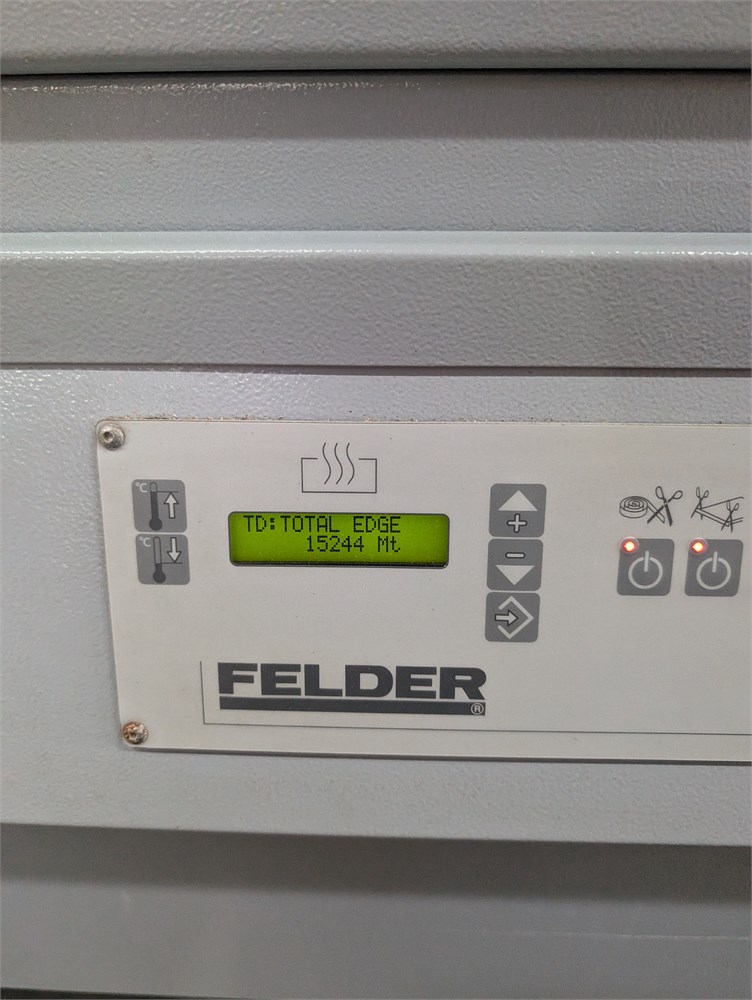 °C
°C
TD:TOTAL EDGE
15244 Mt
FELDER
®